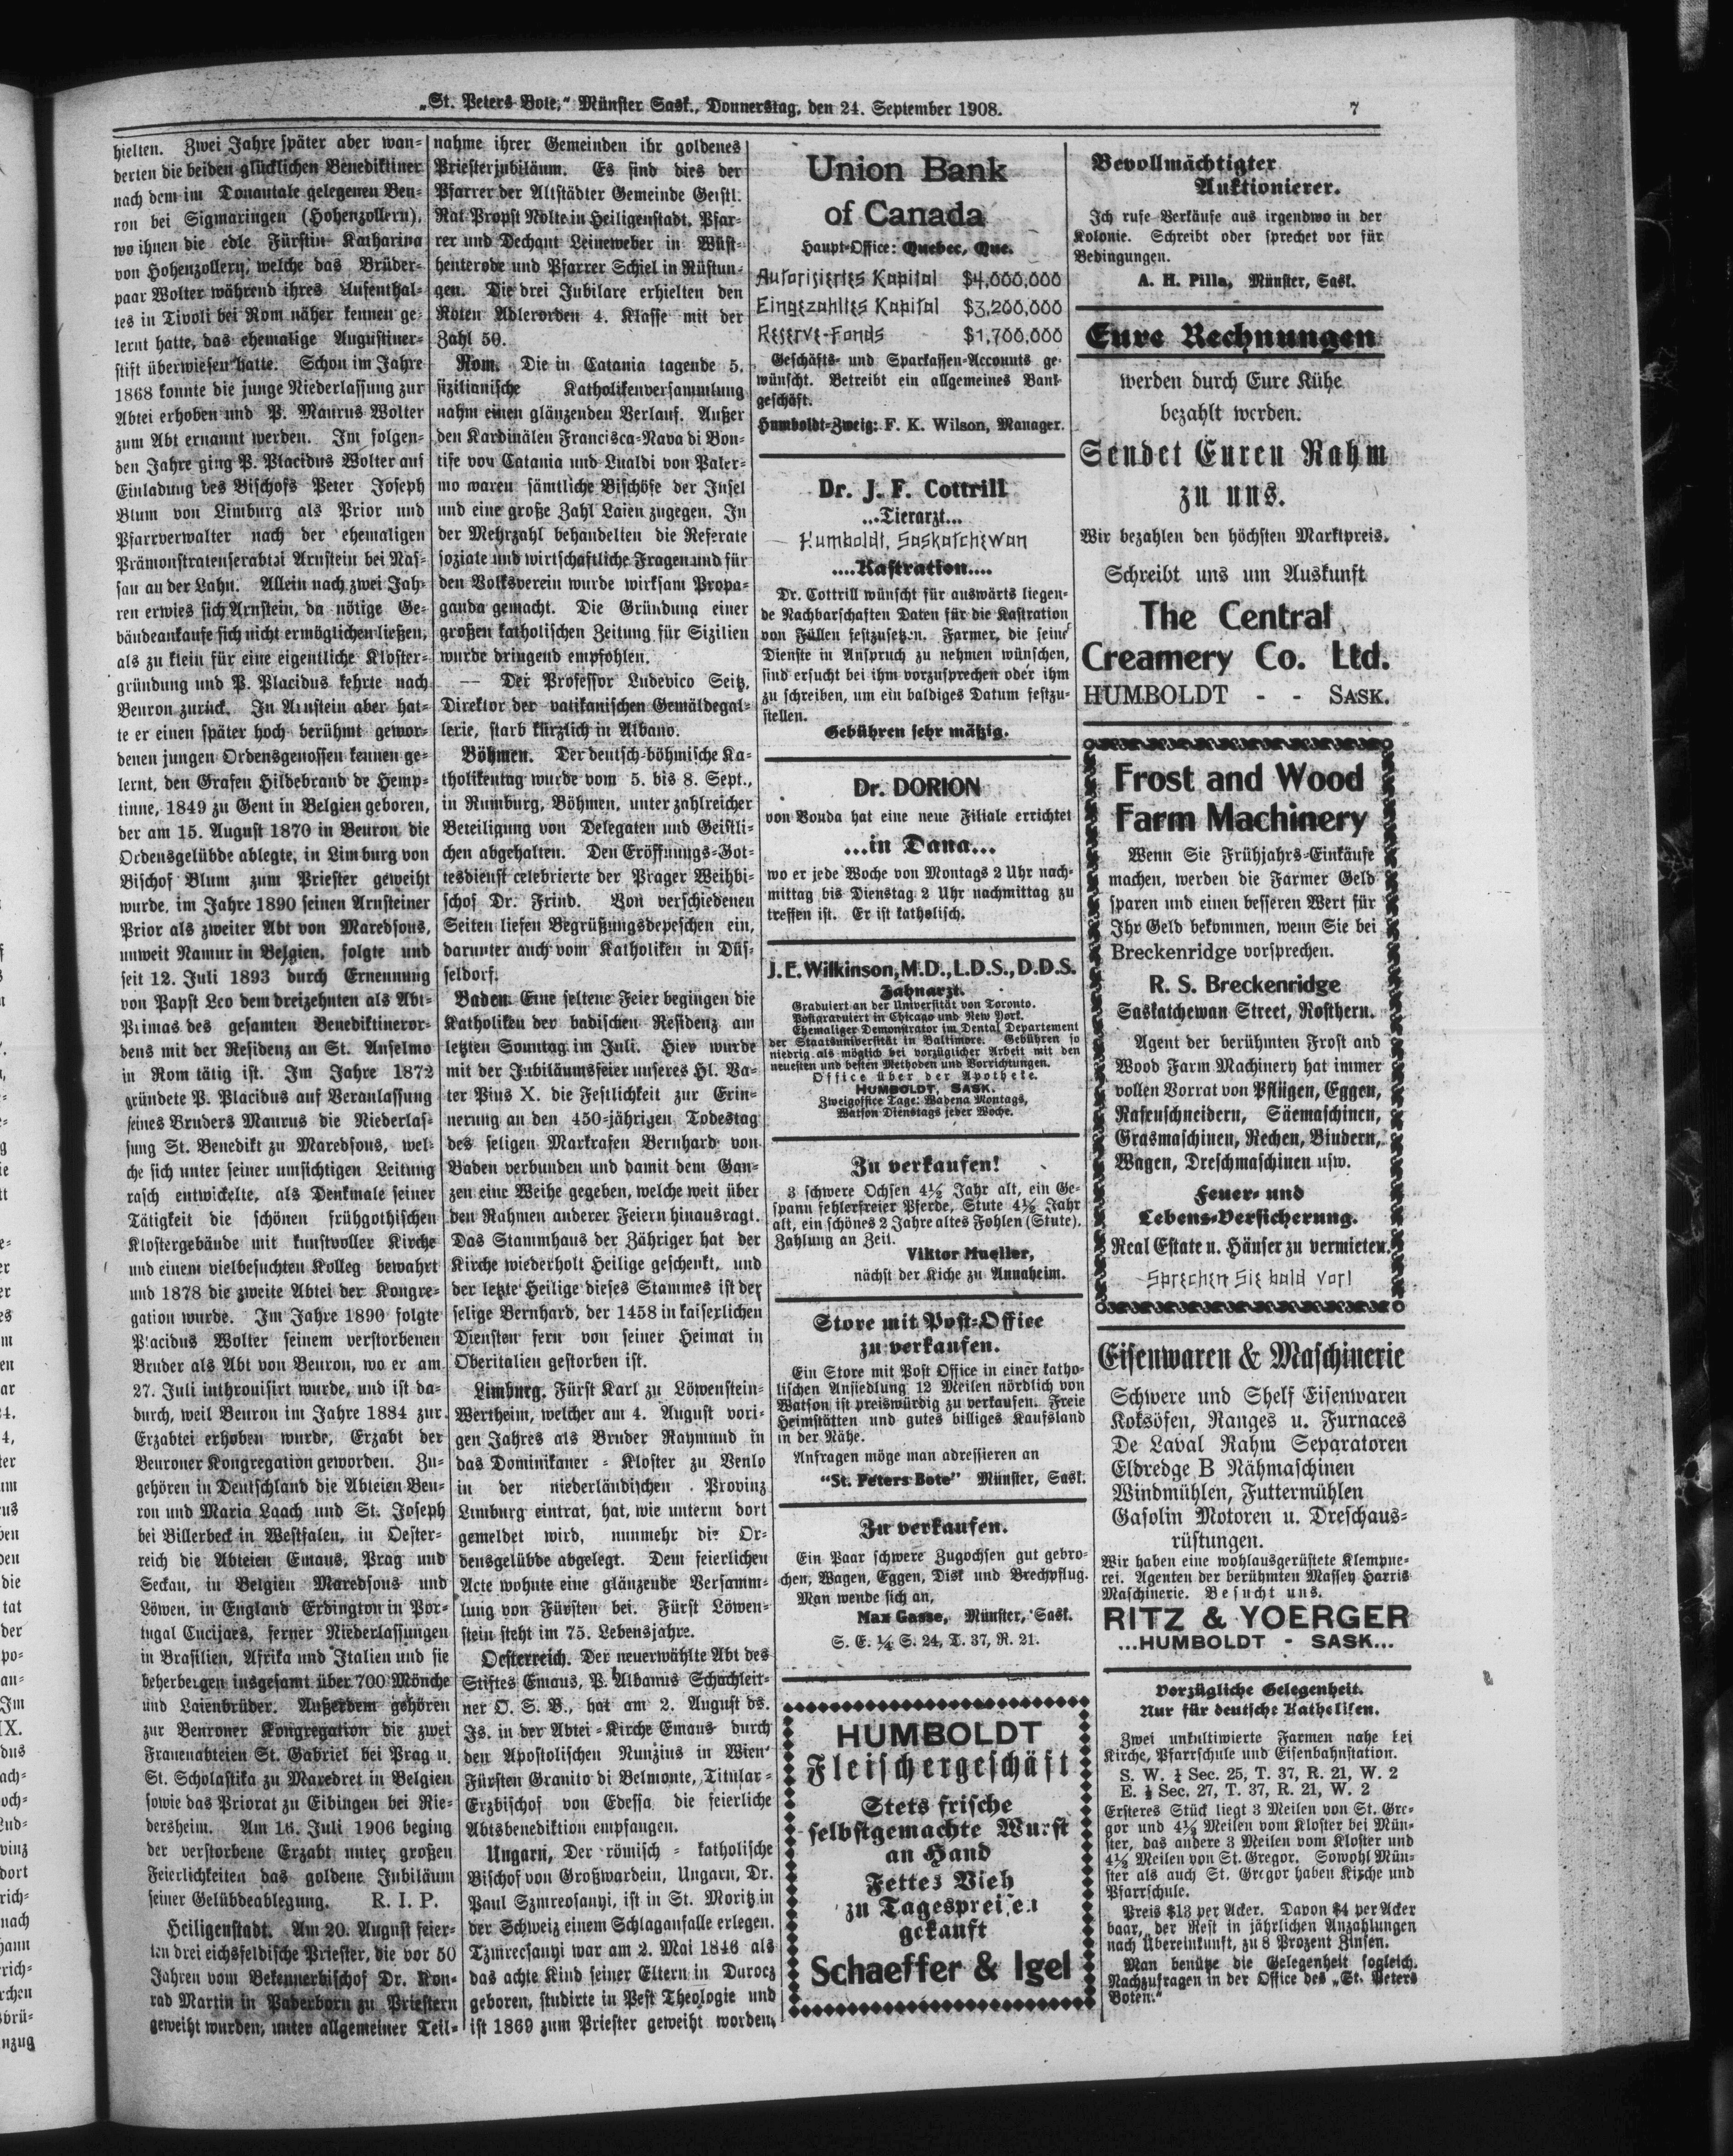 „St. Peters Bote," Münster Sask., Donnerstag, den 24. September 1908.
7
hielten. Zwei Jahre später aber wan-
derten die beiden glücklichen Benediktiner
nach dem im Donautale gelegenen Beu-
ron bei Sigmaringen (Hohenzollern),
wo ihnen die edle Fürstin Katharina
von Hohenzollern, welche das Brüder-
paar Wolter während ihres Aufenthal-
tes in Tivoli bei Rom näher kennen ge-
lernt hatte, das ehemalige Augustiner-
stift überwiesen hatte. Schon im Jahre
1868 konnte die junge Niederlassung zur
Abtei erhoben und P. Maurus Wolter
zum Abt ernannt werden. Im folgen-
den Jahre ging P. Placidus Wolter auf
Einladung des Bischofs Peter Joseph
Blum von Limburg als Prior und
Pfarrverwalter nach der ehemaligen
Prämonstratenserabtei Arnstein bei Nas-
sau an der Lahn. Allein nach zwei Jah-
ren erwies sich Arnstein, da nötige Ge-
bäudeankaufe sich nicht ermöglichen ließen,
als zu klein für eine eigentliche Kloster-
gründung und P. Placidus kehrte nach
Beuron zurück. In Arnstein aber hat-
te er einen später hoch berühmt gewor-
denen jungen Ordensgenossen kennen ge-
lernt, den Grafen Hildebrand de Hemp-
tinne, 1849 zu Gent in Belgien geboren,
der am 15. August 1870 in Beuron die
Ordensgelübde ablegte, in Limburg von
Bischof Blum zum Priester geweiht
wurde, im Jahre 1890 seinen Arnsteiner
Prior als zweiter Abt von Maredsous,
unweit Namur in Belgien, folgte und
seit 12. Juli 1893 durch Ernennung
von Papst Leo dem dreizehnten als Abt-
Primas des gesamten Benediktineror-
dens mit der Residenz an St. Anselmo
in Rom tätig ist. Im Jahre 1872
gründete P. Placidus auf Veranlassung
seines Bruders Maurus die Niederlas-
sung St. Benedikt zu Maredsous, wel-
che sich unter seiner umsichtigen Leitung
rasch entwickelte, als Denkmale seiner
Tätigkeit die schönen frühgothischen
Klostergebäude mit kunstvoller Kirche
und einem vielbesuchten Kolleg bewahrt
und 1878 die zweite Abtei der Kongre-
gation wurde. Im Jahre 1890 folgte
Placidus Wolter seinem verstorbenen
Bruder als Abt von Beuron, wo er am
27. Juli inthronisirt wurde, und ist da-
durch, weil Beuron im Jahre 1884 zur
Erzabtei erhoben wurde, Erzabt der
Beuroner Kongregation geworden. Zu-
gehören in Deutschland die Abteien Beu-
ron und Maria Laach und St. Joseph
bei Billerbeck in Westfalen, in Oester-
reich die Abteien Emaus, Prag und
Seckau, in Belgien Maredsous und
Löwen, in England Erdington in Por-
tugal Cucijaes, ferner Niederlassungen
in Brasilien, Afrika und Italien und sie
beherbergen insgesamt über 700 Mönche
und Laienbrüder. Außerdem gehören
zur Beuroner Kongregation die zwei
Frauenabteien St. Gabriel bei Prag u.
St. Scholastika zu Maredret in Belgien
sowie das Priorat zu Eibingen bei Rie-
dersheim. Am 16. Juli 1906 beging
der verstorbene Erzabt unter großen
Feierlichkeiten das goldene Jubiläum
seiner Gelübdeablegung. R. I. P.
Heiligenstadt. Am 20. August feier-
ten drei eichsfeldische Priester, die vor 50
Jahren vom Bekennerbischof Dr. Kon-
rad Martin in Paderborn zu Priestern
geweiht wurden, unter allgemeiner Teil-
nahme ihrer Gemeinden ihr goldenes
Priesterjubiläum. Es sind dies der
Pfarrer der Altstädter Gemeinde Geistl.
Rat Propst Nolte in Heiligenstadt, Pfar-
rer und Dechant Leineweber in Wüst-
henterode und Pfarrer Schiel in Rüstun-
gen. Die drei Jubilare erhielten den
Roten Adlerorden 4. Klasse mit der
Zahl 50.
Rom. Die in Catania tagende 5.
sizilianische Katholikenversammlung
nahm einen glänzenden Verlauf. Außer
den Kardinälen Francisca-Nava di Bon-
tife von Catania und Lualdi von Paler-
mo waren sämtliche Bischöfe der Insel
und eine große Zahl Laien zugegen. In
der Mehrzahl behandelten die Referate
soziale und wirtschaftliche Fragen und für
den Volksverein wurde wirksam Propa-
ganda gemacht. Die Gründung einer
großen katholischen Zeitung für Sizilien
wurde dringend empfohlen.
— Der Professor Ludevico Seitz,
Direktor der vatikanischen Gemäldegal-
lerie, starb kürzlich in Albano.
Böhmen. Der deutsch-böhmische Ka-
tholikentag wurde vom 5. bis 8. Sept.,
in Rumburg, Böhmen, unter zahlreicher
Beteiligung von Delegaten und Geistli-
chen abgehalten. Den Eröffnungs-Got-
tesdienst celebrierte der Prager Weihbi-
schof Dr. Frind. Von verschiedenen
Seiten liefen Begrüßungsdepeschen ein,
darunter auch vom Katholiken in Düs-
seldorf.
Baden. Eine seltene Feier begingen die
Katholiken der badischen Residenz am
letzten Sonntag im Juli. Hier wurde
mit der Jubiläumsfeier unseres Hl. Va-
ter Pius X. die Festlichkeit zur Erin-
nerung an den 450-jährigen Todestag
des seligen Markrafen Bernhard von
Baden verbunden und damit dem Gan-
zen eine Weihe gegeben, welche weit über
den Rahmen anderer Feiern hinausragt.
Das Stammhaus der Zähriger hat der
Kirche wiederholt Heilige geschenkt, und
der letzte Heilige dieses Stammes ist der
selige Bernhard, der 1458 in kaiserlichen
Diensten fern von seiner Heimat in
Oberitalien gestorben ist.
Limburg. Fürst Karl zu Löwenstein-
Wertheim, welcher am 4. August vori-
gen Jahres als Bruder Raymund in
das Dominikaner - Kloster zu Venlo
in der niederländischen Provinz
Limburg eintrat, hat, wie unterm dort
gemeldet wird, nunmehr die Or-
densgelübde abgelegt. Dem feierlichen
Acte wohnte eine glänzende Versamm-
lung von Fürsten bei. Fürst Löwen-
stein steht im 75. Lebensjahre.
Oesterreich. Der neuerwählte Abt des
Stiftes Emaus, P. Albanus Schachleit-
ner O. S. B., hat am 2. August ds.
Js. in der Abtei-Kirche Emaus durch
den Apostolischen Nunzius in Wien
Fürsten Granito di Belmonte, Titular-
Erzbischof von Edessa die feierliche
Abtsbenediktion empfangen.
Ungarn, Der römisch - katholische
Bischof von Großwardein, Ungarn, Dr.
Paul Szmreosanyi, ist in St. Moritz in
der Schweiz einem Schlaganfalle erlegen.
Tzmrecsanyi war am 2. Mai 1846 als
das achte Kind seiner Eltern in Darocz
geboren, studirte in Pest Theologie und
ist 1869 zum Priester geweiht worden,
Union Bank
of Canada
Haupt-Office: Quebec, Que.
Autorisiertes Kapital $4,000,000
Eingezahltes Kapital $3,200,000
Reserve-Fonds $1,700,000
Geschäfts- und Sparkassen-Accounts ge-
wünscht. Betreibt ein allgemeines Bank-
geschäft.
Humboldt-Zweig: F. K. Wilson, Manager.
Dr. J. F. Cottrill
...Tierarzt...
Humboldt, Saskatchewan
....Kastration....
Dr. Cottrill wünscht für auswärts liegen-
de Nachbarschaften Daten für die Kastration
von Füllen festzusetzen. Farmer, die seine
Dienste in Anspruch zu nehmen wünschen,
sind ersucht bei ihm vorzusprechen oder ihm
zu schreiben, um ein baldiges Datum festzu-
stellen.
Gebühren sehr mäßig.
Dr. DORION
von Vonda hat eine neue Filiale errichtet
...in Dana...
wo er jede Woche von Montags 2 Uhr nach-
mittag bis Dienstag 2 Uhr nachmittag zu
treffen ist. Er ist katholisch.
J. E. Wilkinson, M.D., L.D.S., D.D.S.
Zahnarzt.
Graduiert an der Universität von Toronto.
Postgraduiert in Chicago und New York.
Ehemaliger Demonstrator im Dental Departement
der Staatsuniversität in Baltimore. Gebühren so
niedrig als möglich bei vorzüglicher Arbeit mit den
neuesten und besten Methoden und Vorrichtungen.
Office über der Apotheke.
HUMBOLDT, SASK.
Zweigoffice Tage: Wadena Montags,
Watson Dienstags jeder Woche.
Zu verkaufen!
3 schwere Ochsen 4½ Jahr alt, ein Ge-
spann fehlerfreier Pferde, Stute 4½ Jahr
alt, ein schönes 2 Jahre altes Fohlen (Stute).
Zahlung an Zeit.
Viktor Mueller,
nächst der Kiche zu Annaheim.
Store mit Post-Office
zu verkaufen.
Ein Store mit Post Office in einer katho-
lischen Ansiedlung 12 Meilen nördlich von
Watson ist preiswürdig zu verkaufen. Freie
Heimstätten und gutes billiges Kaufsland
in der Nähe.
Anfragen möge man adressieren an
"St. Peters Bote" Münster, Sask.
Zu verkaufen.
Ein Paar schwere Zugochsen gut gebro-
chen, Wagen, Eggen, Disk und Brechpflug.
Man wende sich an,
Max Gasse, Münster, Sask.
S. E. ¼ S. 24, T. 37, R. 21.
HUMBOLDT
Fleischergeschäft
Stets frische
selbstgemachte Wurst
an Hand
Fettes Vieh
zu Tagespreisen
gekauft
Schaeffer & Igel
Bevollmächtigter
Auktionierer.
Ich rufe Verkäufe aus irgendwo in der
Kolonie. Schreibt oder sprechet vor für
Bedingungen.
A. H. Pilla, Münster, Sask.
Eure Rechnungen
werden durch Eure Kühe
bezahlt werden.
Sendet Euren Rahm
zu uns.
Wir bezahlen den höchsten Marktpreis.
Schreibt uns um Auskunft
The Central
Creamery Co. Ltd.
HUMBOLDT - - SASK.
Frost and Wood
Farm Machinery
Wenn Sie Frühjahrs-Einkäufe
machen, werden die Farmer Geld
sparen und einen besseren Wert für
Ihr Geld bekommen, wenn Sie bei
Breckenridge vorsprechen.
R. S. Breckenridge
Saskatchewan Street, Rosthern.
Agent der berühmten Frost and
Wood Farm Machinery hat immer
vollen Vorrat von Pflügen, Eggen,
Rasenschneidern, Säemaschinen,
Grasmaschinen, Rechen, Bindern,
Wagen, Dreschmaschinen usw.
Feuer- und
Lebens-Versicherung.
Real Estate u. Häuser zu vermieten.
Sprechen Sie bald vor!
Eisenwaren & Maschinerie
Schwere und Shelf Eisenwaren
Koksöfen, Ranges u. Furnaces
De Laval Rahm Separatoren
Eldredge B Nähmaschinen
Windmühlen, Futtermühlen
Gasolin Motoren u. Dreschaus-
rüstungen.
Wir haben eine wohlausgerüstete Klempne-
rei. Agenten der berühmten Massey Harris
Maschinerie. Besucht uns.
RITZ & YOERGER
...HUMBOLDT - SASK...
Vorzügliche Gelegenheit.
Nur für deutsche Katholiken.
Zwei unkultiwierte Farmen nahe bei
Kirche, Pfarrschule und Eisenbahnstation.
S. W. ¼ Sec. 25, T. 37, R. 21, W. 2
E. ½ Sec. 27, T. 37, R. 21, W. 2
Ersteres Stück liegt 3 Meilen von St. Gre-
gor und 4½ Meilen vom Kloster bei Mün-
ster, das andere 3 Meilen vom Kloster und
4½ Meilen von St. Gregor. Sowohl Mün-
ster als auch St. Gregor haben Kirche und
Pfarrschule.
Preis $13 per Acker. Davon $4 per Acker
baar, der Rest in jährlichen Anzahlungen
nach Übereinkunft, zu 8 Prozent Zinsen.
Man benütze die Gelegenheit sogleich.
Nachzufragen in der Office des „St. Peters
Boten."